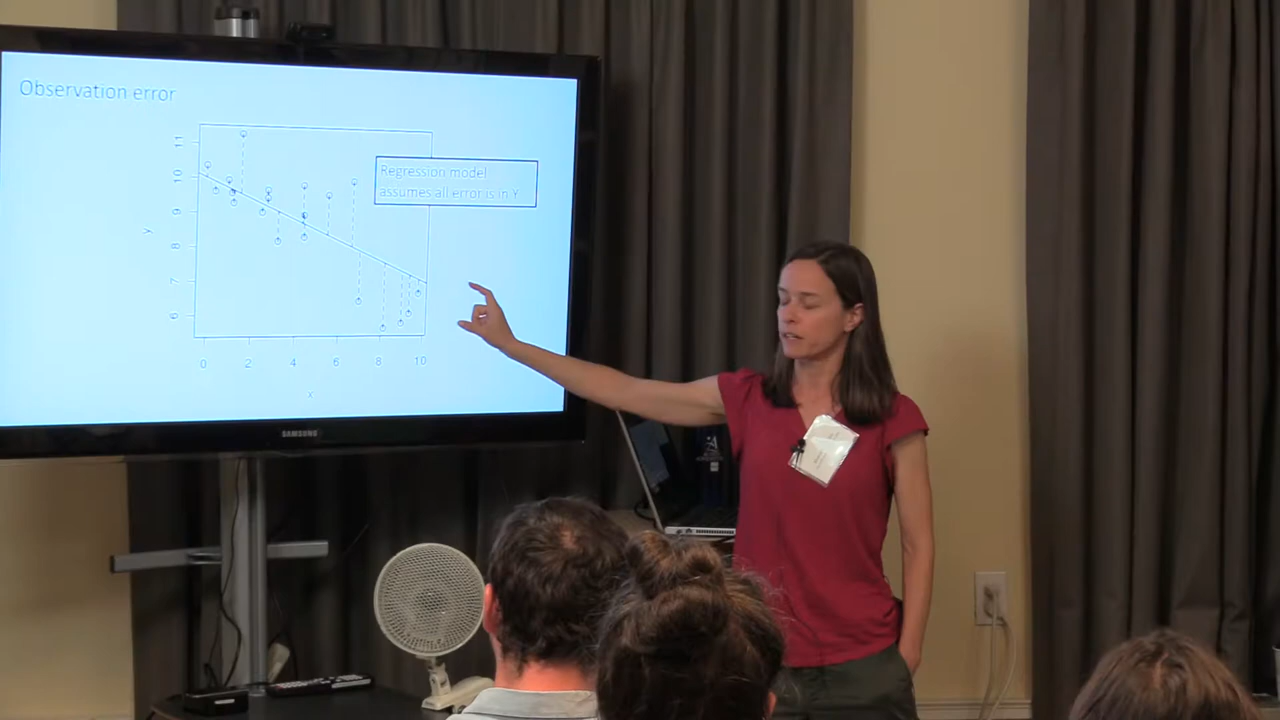 Observation error
Regression model
assumes all error is in Y
11
10
9
8
7
6
y
0 2 4 6 8 10
x
SAMSUNG